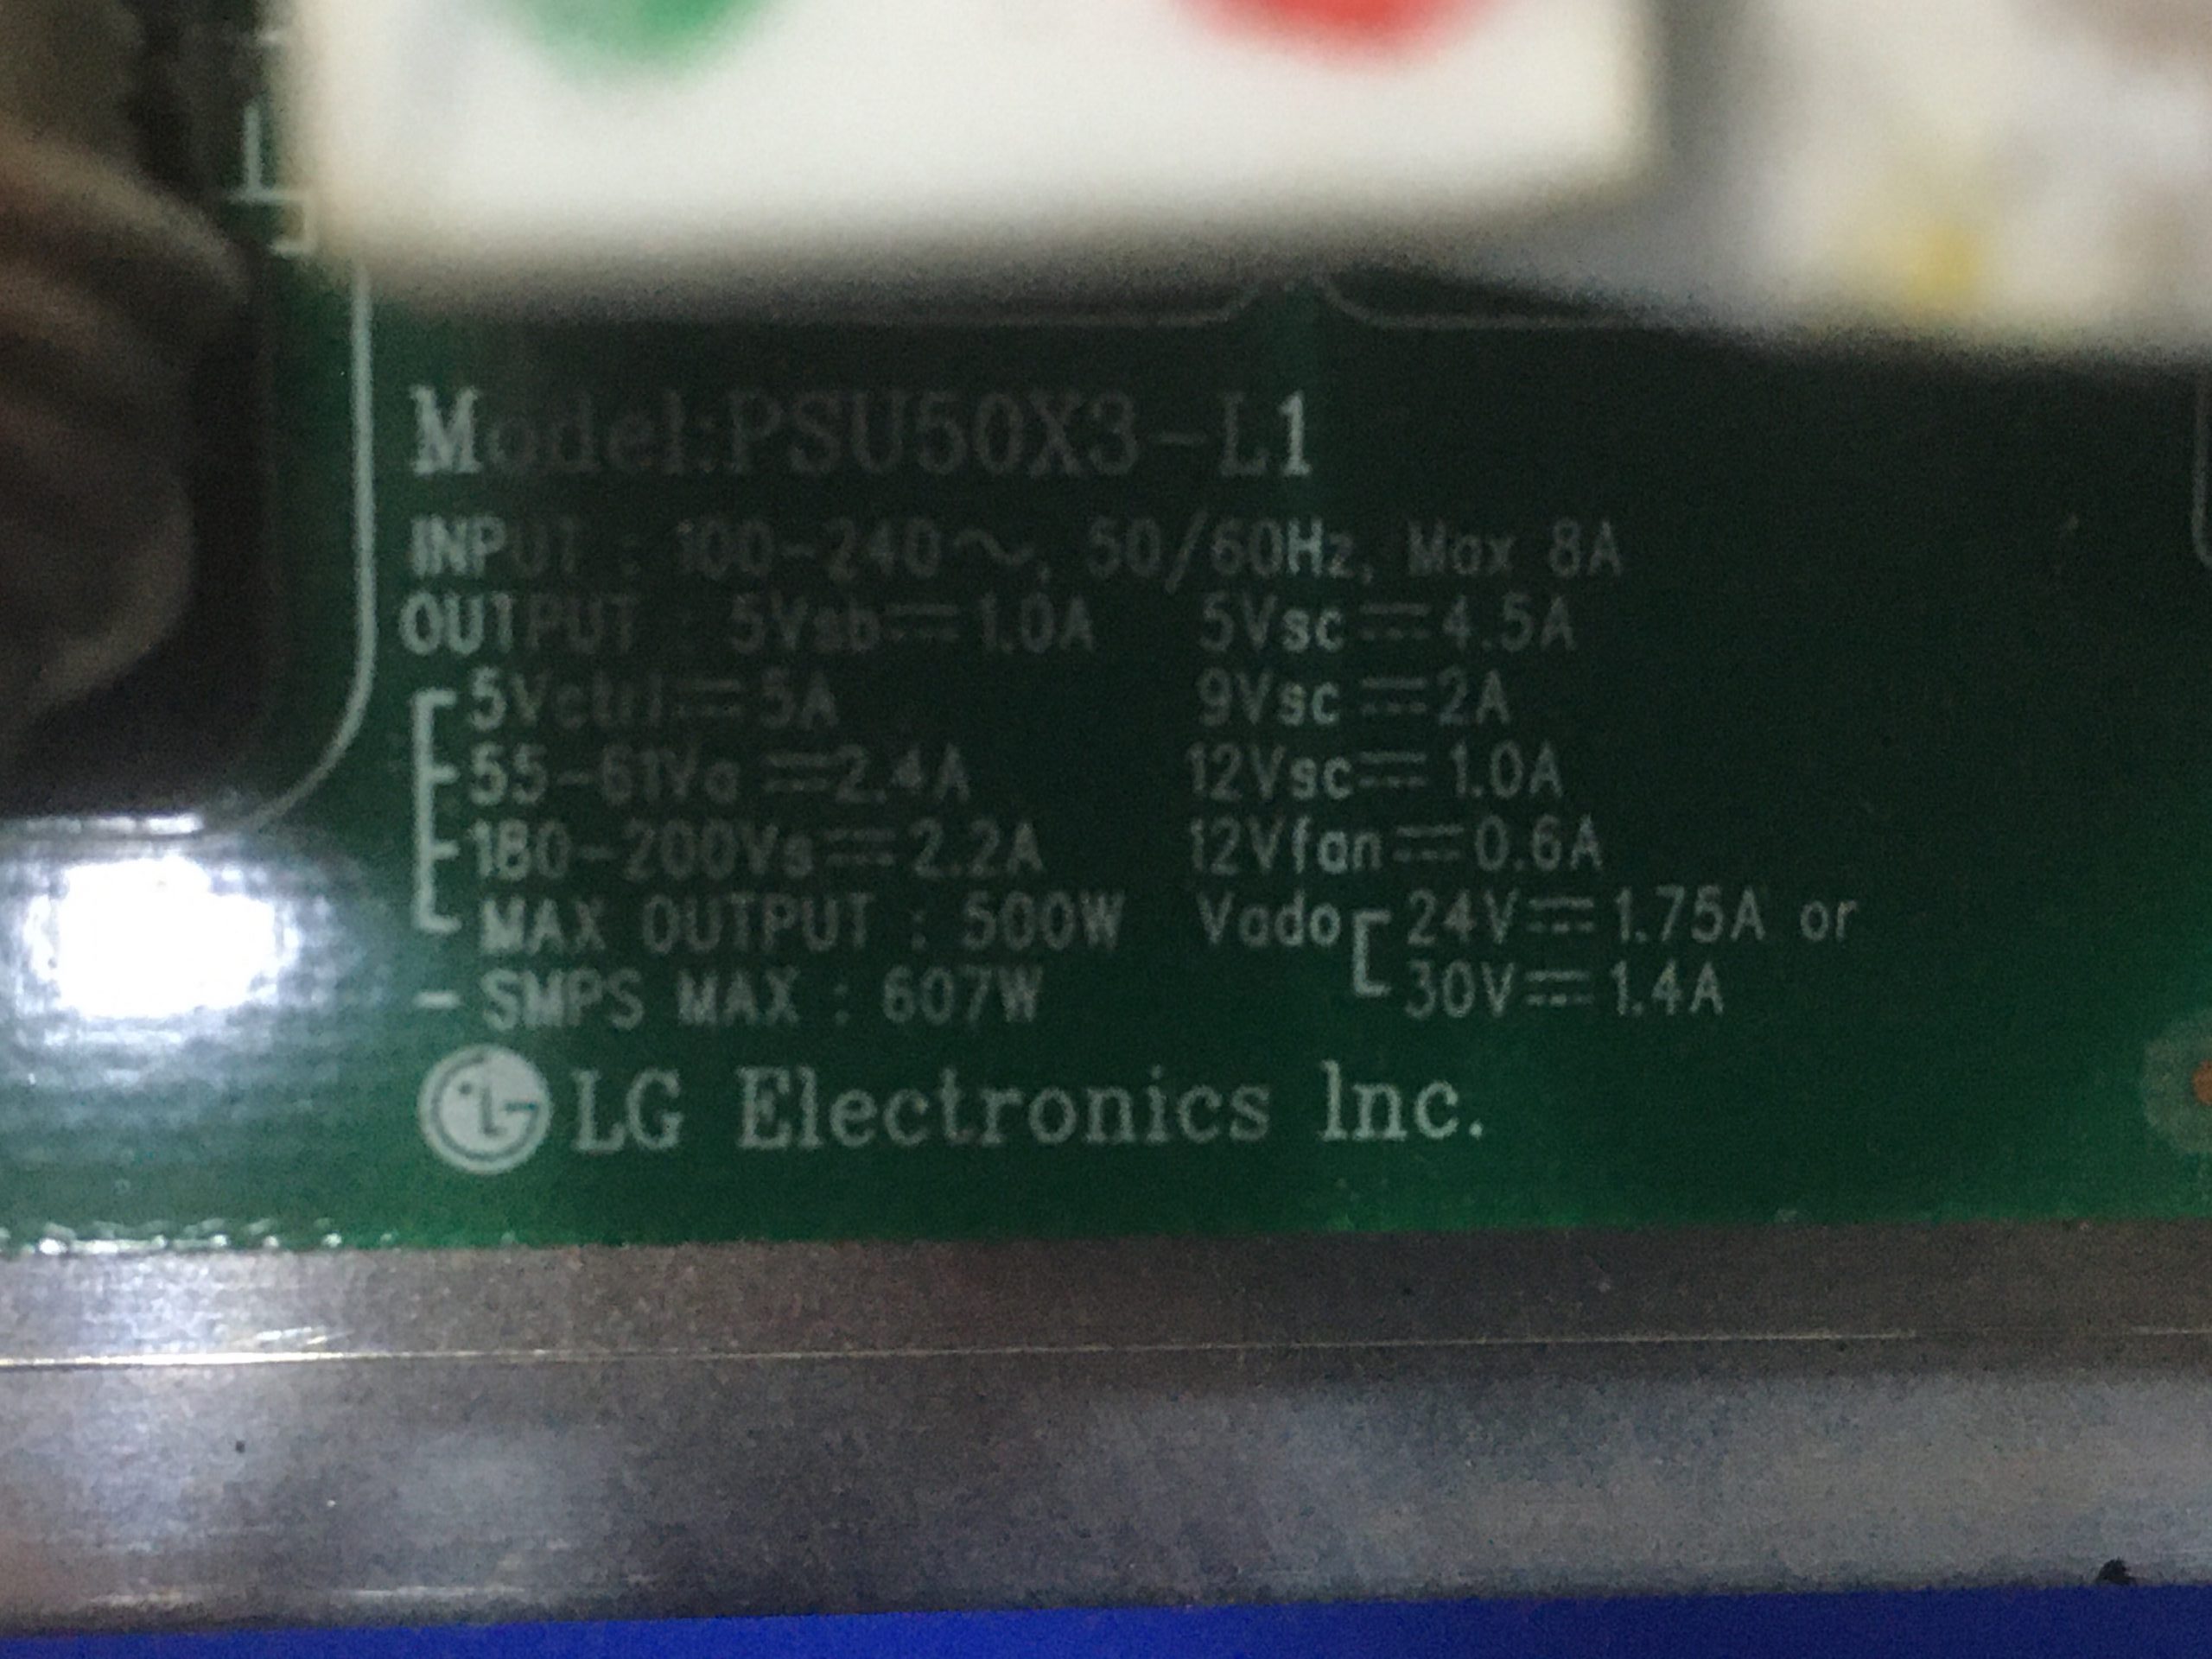 Model:PSU50X3-L1
INPUT : 100-240～, 50/60Hz, Max 8A
OUTPUT : 5Vsb⎓1.0A 5Vsc⎓4.5A
5Vctrl⎓5A 9Vsc⎓2A
55-61Va⎓2.4A 12Vsc⎓1.0A
180-200Vs⎓2.2A 12Vfan⎓0.6A
MAX OUTPUT : 500W Vado 24V⎓1.75A or
- SMPS MAX : 607W 30V⎓1.4A
LG LG Electronics Inc.